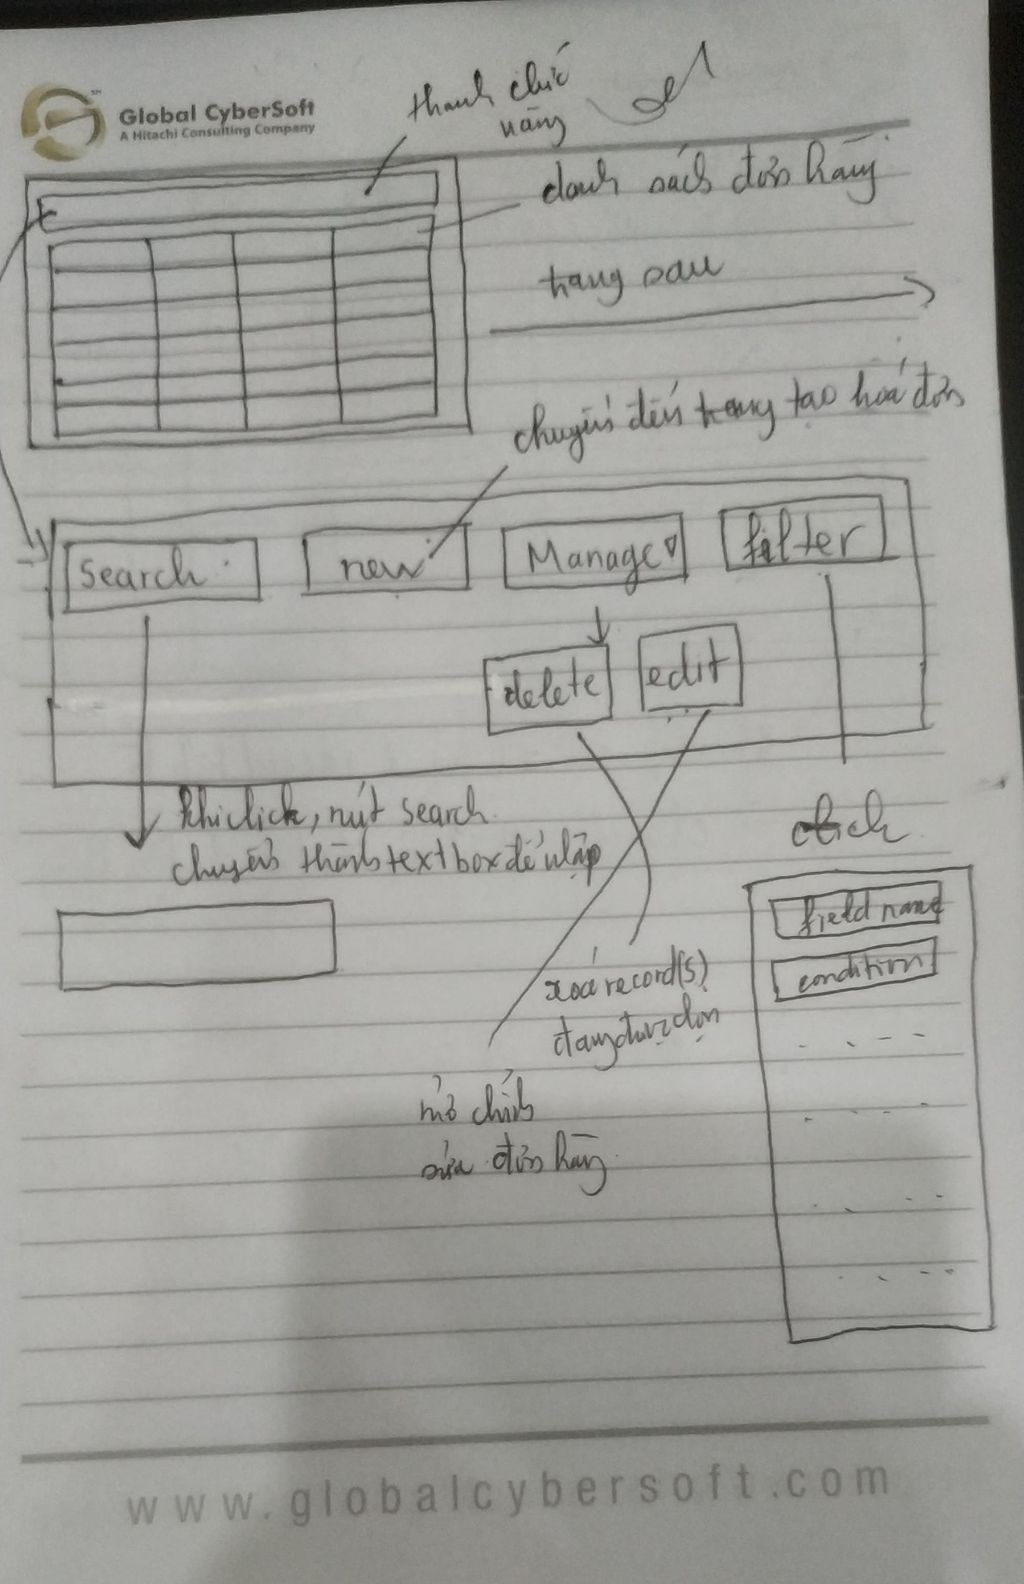 Global CyberSoft
A Hitachi Consulting Company
thanh chức
năng
danh sách đơn hàng
trang sau
chuyển đến trang tạo hoá đơn
Search
new
Manage
filter
delete
edit
khi click, nút search
chuyển thành textbox để nhập
click
field name
condition
xoá record(s)
đang được chọn
mở chỉnh
sửa đơn hàng
www.globalcybersoft.com